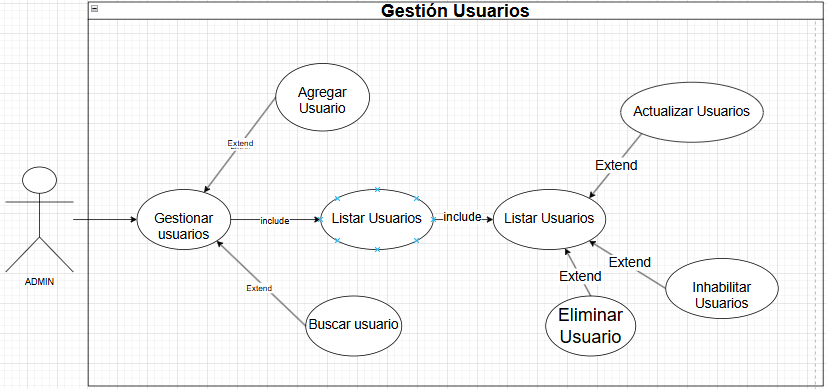 Gestión Usuarios
Agregar
Usuario
Actualizar Usuarios
Extend
Extend
ADMIN
Gestionar
usuarios
include
Listar Usuarios
include
Listar Usuarios
Extend
Extend
Extend
Inhabilitar
Usuarios
Buscar usuario
Eliminar
Usuario